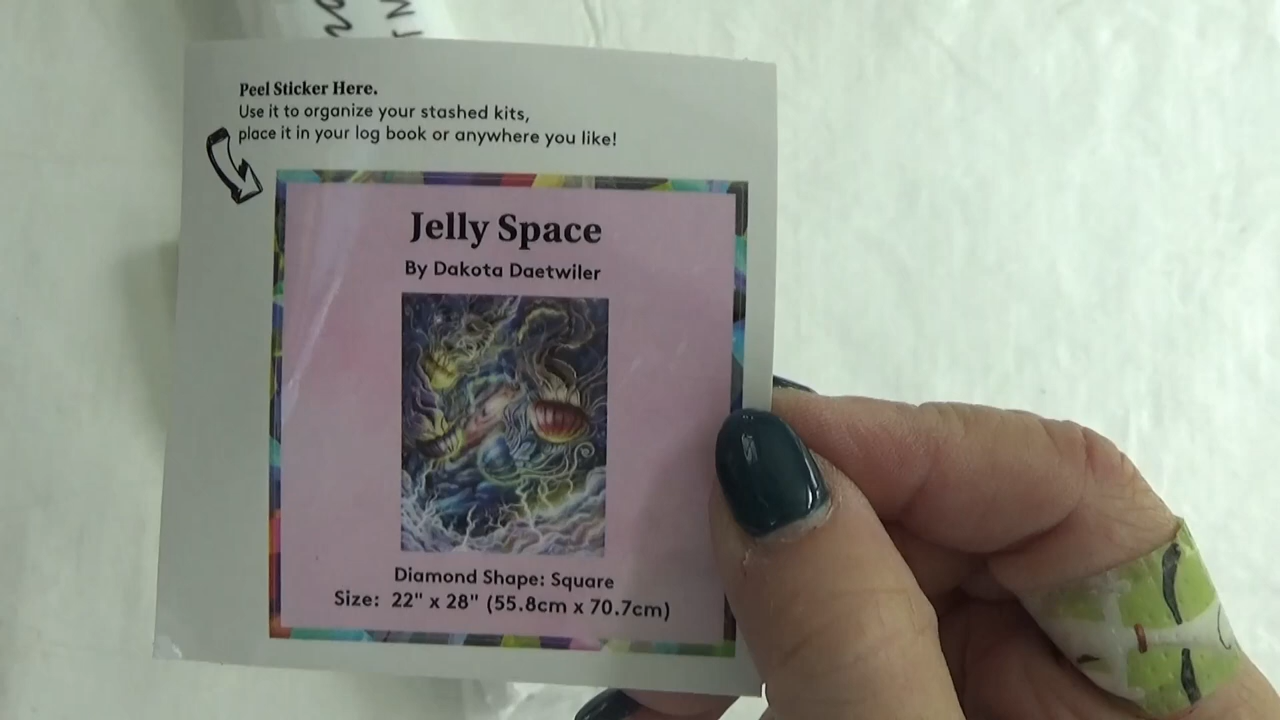 Peel Sticker Here.
Use it to organize your stashed kits,
place it in your log book or anywhere you like!
Jelly Space
By Dakota Daetwiler
Diamond Shape: Square
Size: 22" x 28" (55.8cm x 70.7cm)